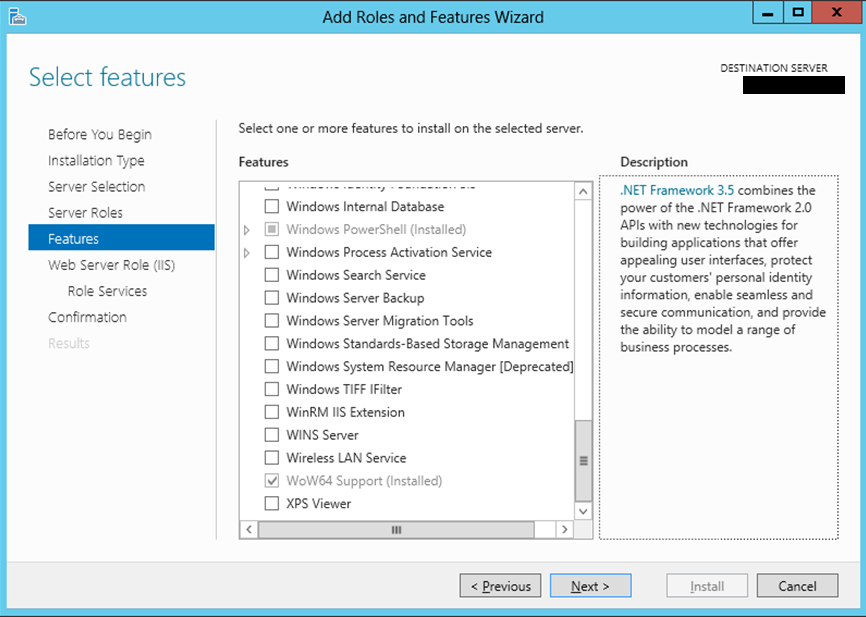 Add Roles and Features Wizard
Select features
DESTINATION SERVER
Before You Begin
Installation Type
Server Selection
Server Roles
Features
Web Server Role (IIS)
Role Services
Confirmation
Results
Select one or more features to install on the selected server.
Features
Windows Internal Database
Windows PowerShell (Installed)
Windows Process Activation Service
Windows Search Service
Windows Server Backup
Windows Server Migration Tools
Windows Standards-Based Storage Management
Windows System Resource Manager [Deprecated]
Windows TIFF IFilter
WinRM IIS Extension
WINS Server
Wireless LAN Service
WoW64 Support (Installed)
XPS Viewer
Description
.NET Framework 3.5 combines the
power of the .NET Framework 2.0
APIs with new technologies for
building applications that offer
appealing user interfaces, protect
your customers' personal identity
information, enable seamless and
secure communication, and provide
the ability to model a range of
business processes.
< Previous
Next >
Install
Cancel